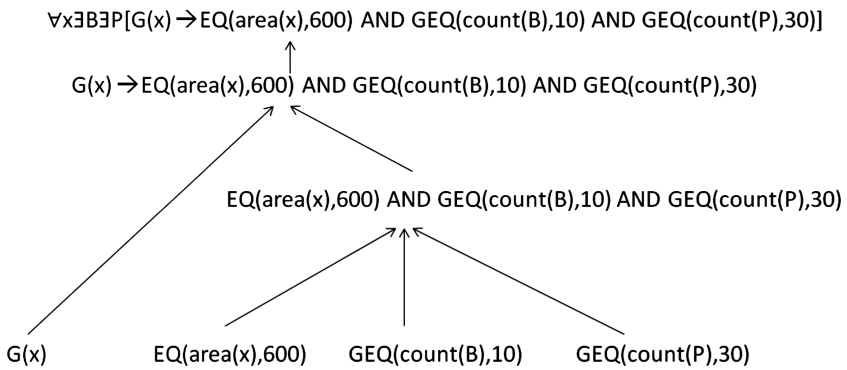 ∀x∃B∃P[G(x) →EQ(area(x),600) AND GEQ(count(B),10) AND GEQ(count(P),30)]
G(x) →EQ(area(x),600) AND GEQ(count(B),10) AND GEQ(count(P),30)
EQ(area(x),600) AND GEQ(count(B),10) AND GEQ(count(P),30)
G(x) EQ(area(x),600) GEQ(count(B),10) GEQ(count(P),30)